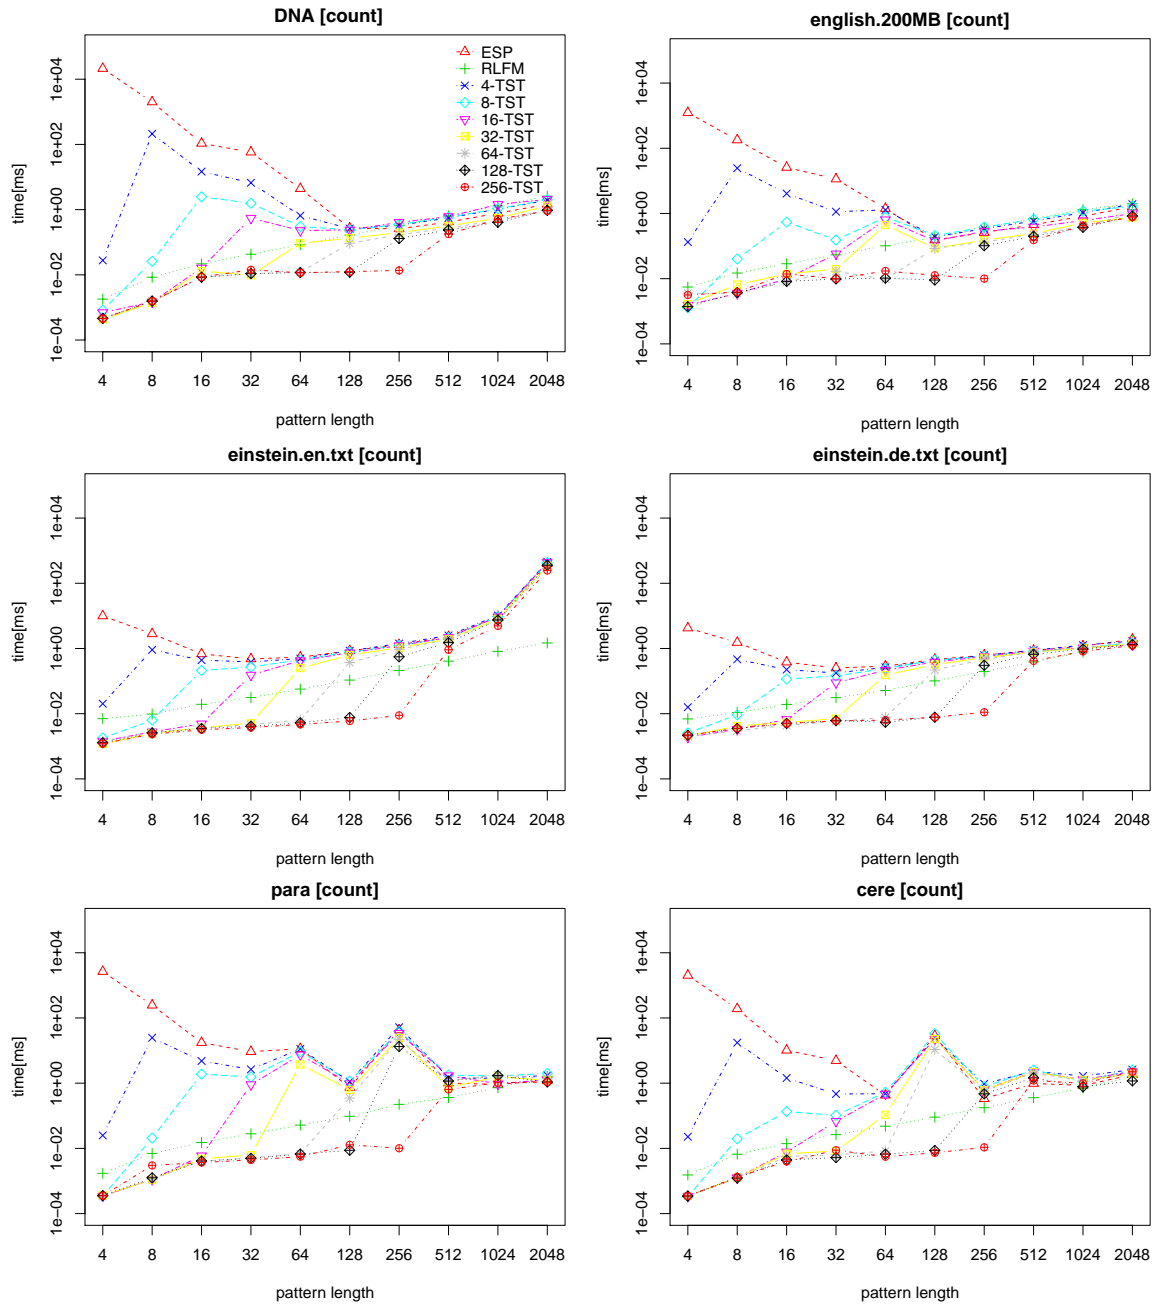 DNA [count]
time[ms]
1e+04
1e+02
1e+00
1e−02
1e−04
ESP
RLFM
4-TST
8-TST
16-TST
32-TST
64-TST
128-TST
256-TST
4 8 16 32 64 128 256 512 1024 2048
pattern length
english.200MB [count]
time[ms]
1e+04
1e+02
1e+00
1e−02
1e−04
4 8 16 32 64 128 256 512 1024 2048
pattern length
einstein.en.txt [count]
time[ms]
1e+04
1e+02
1e+00
1e−02
1e−04
4 8 16 32 64 128 256 512 1024 2048
pattern length
einstein.de.txt [count]
time[ms]
1e+04
1e+02
1e+00
1e−02
1e−04
4 8 16 32 64 128 256 512 1024 2048
pattern length
para [count]
time[ms]
1e+04
1e+02
1e+00
1e−02
1e−04
4 8 16 32 64 128 256 512 1024 2048
pattern length
cere [count]
time[ms]
1e+04
1e+02
1e+00
1e−02
1e−04
4 8 16 32 64 128 256 512 1024 2048
pattern length